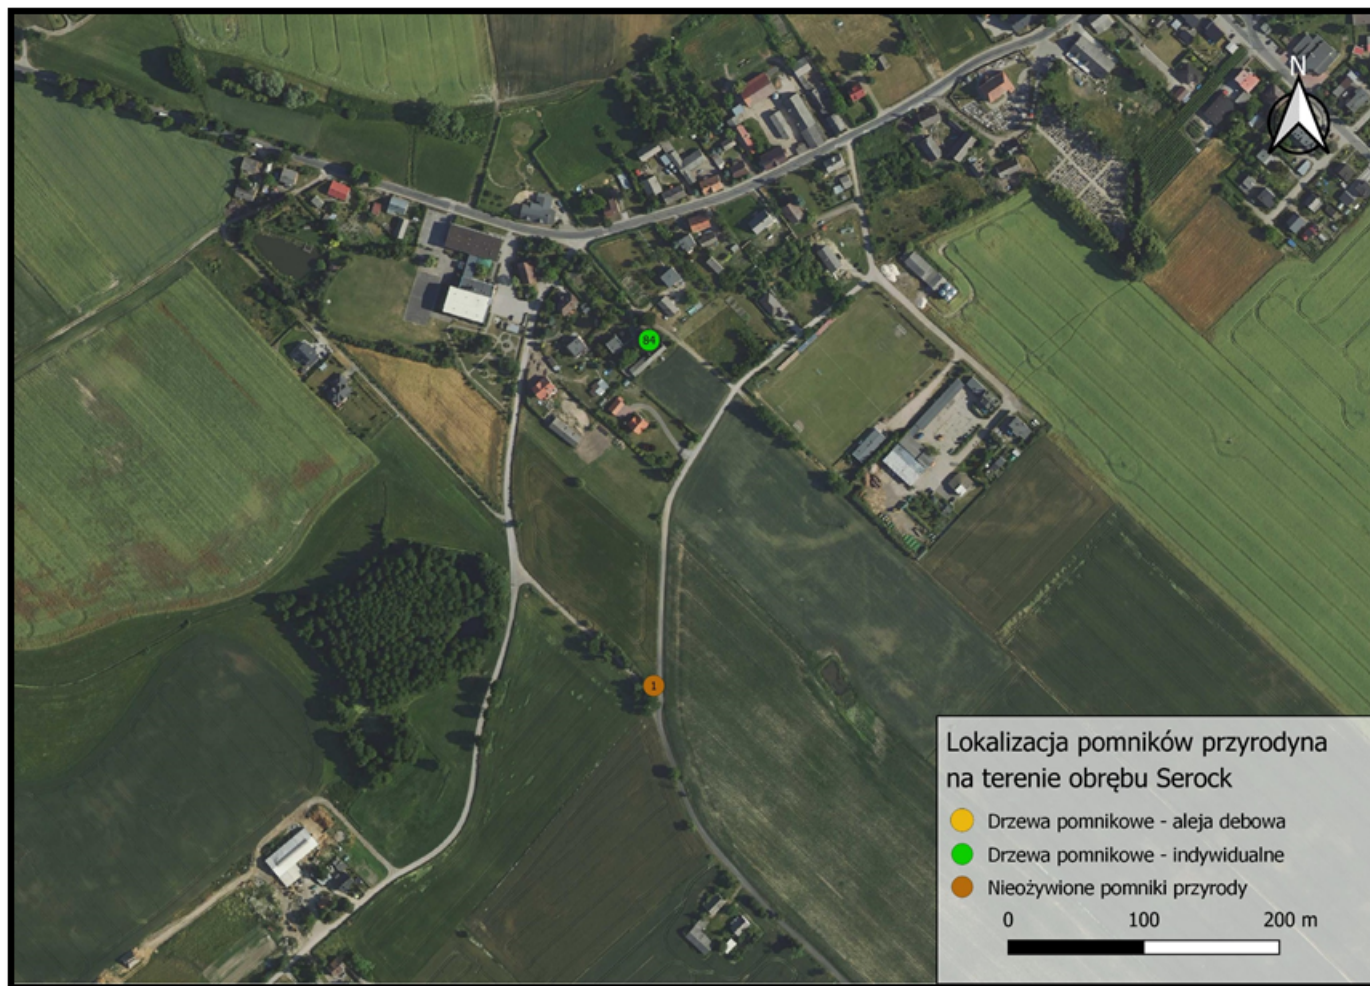 N
84
1
Lokalizacja pomników przyrodyna
na terenie obrębu Serock
Drzewa pomnikowe - aleja debowa
Drzewa pomnikowe - indywidualne
Nieożywione pomniki przyrody
0 100 200 m